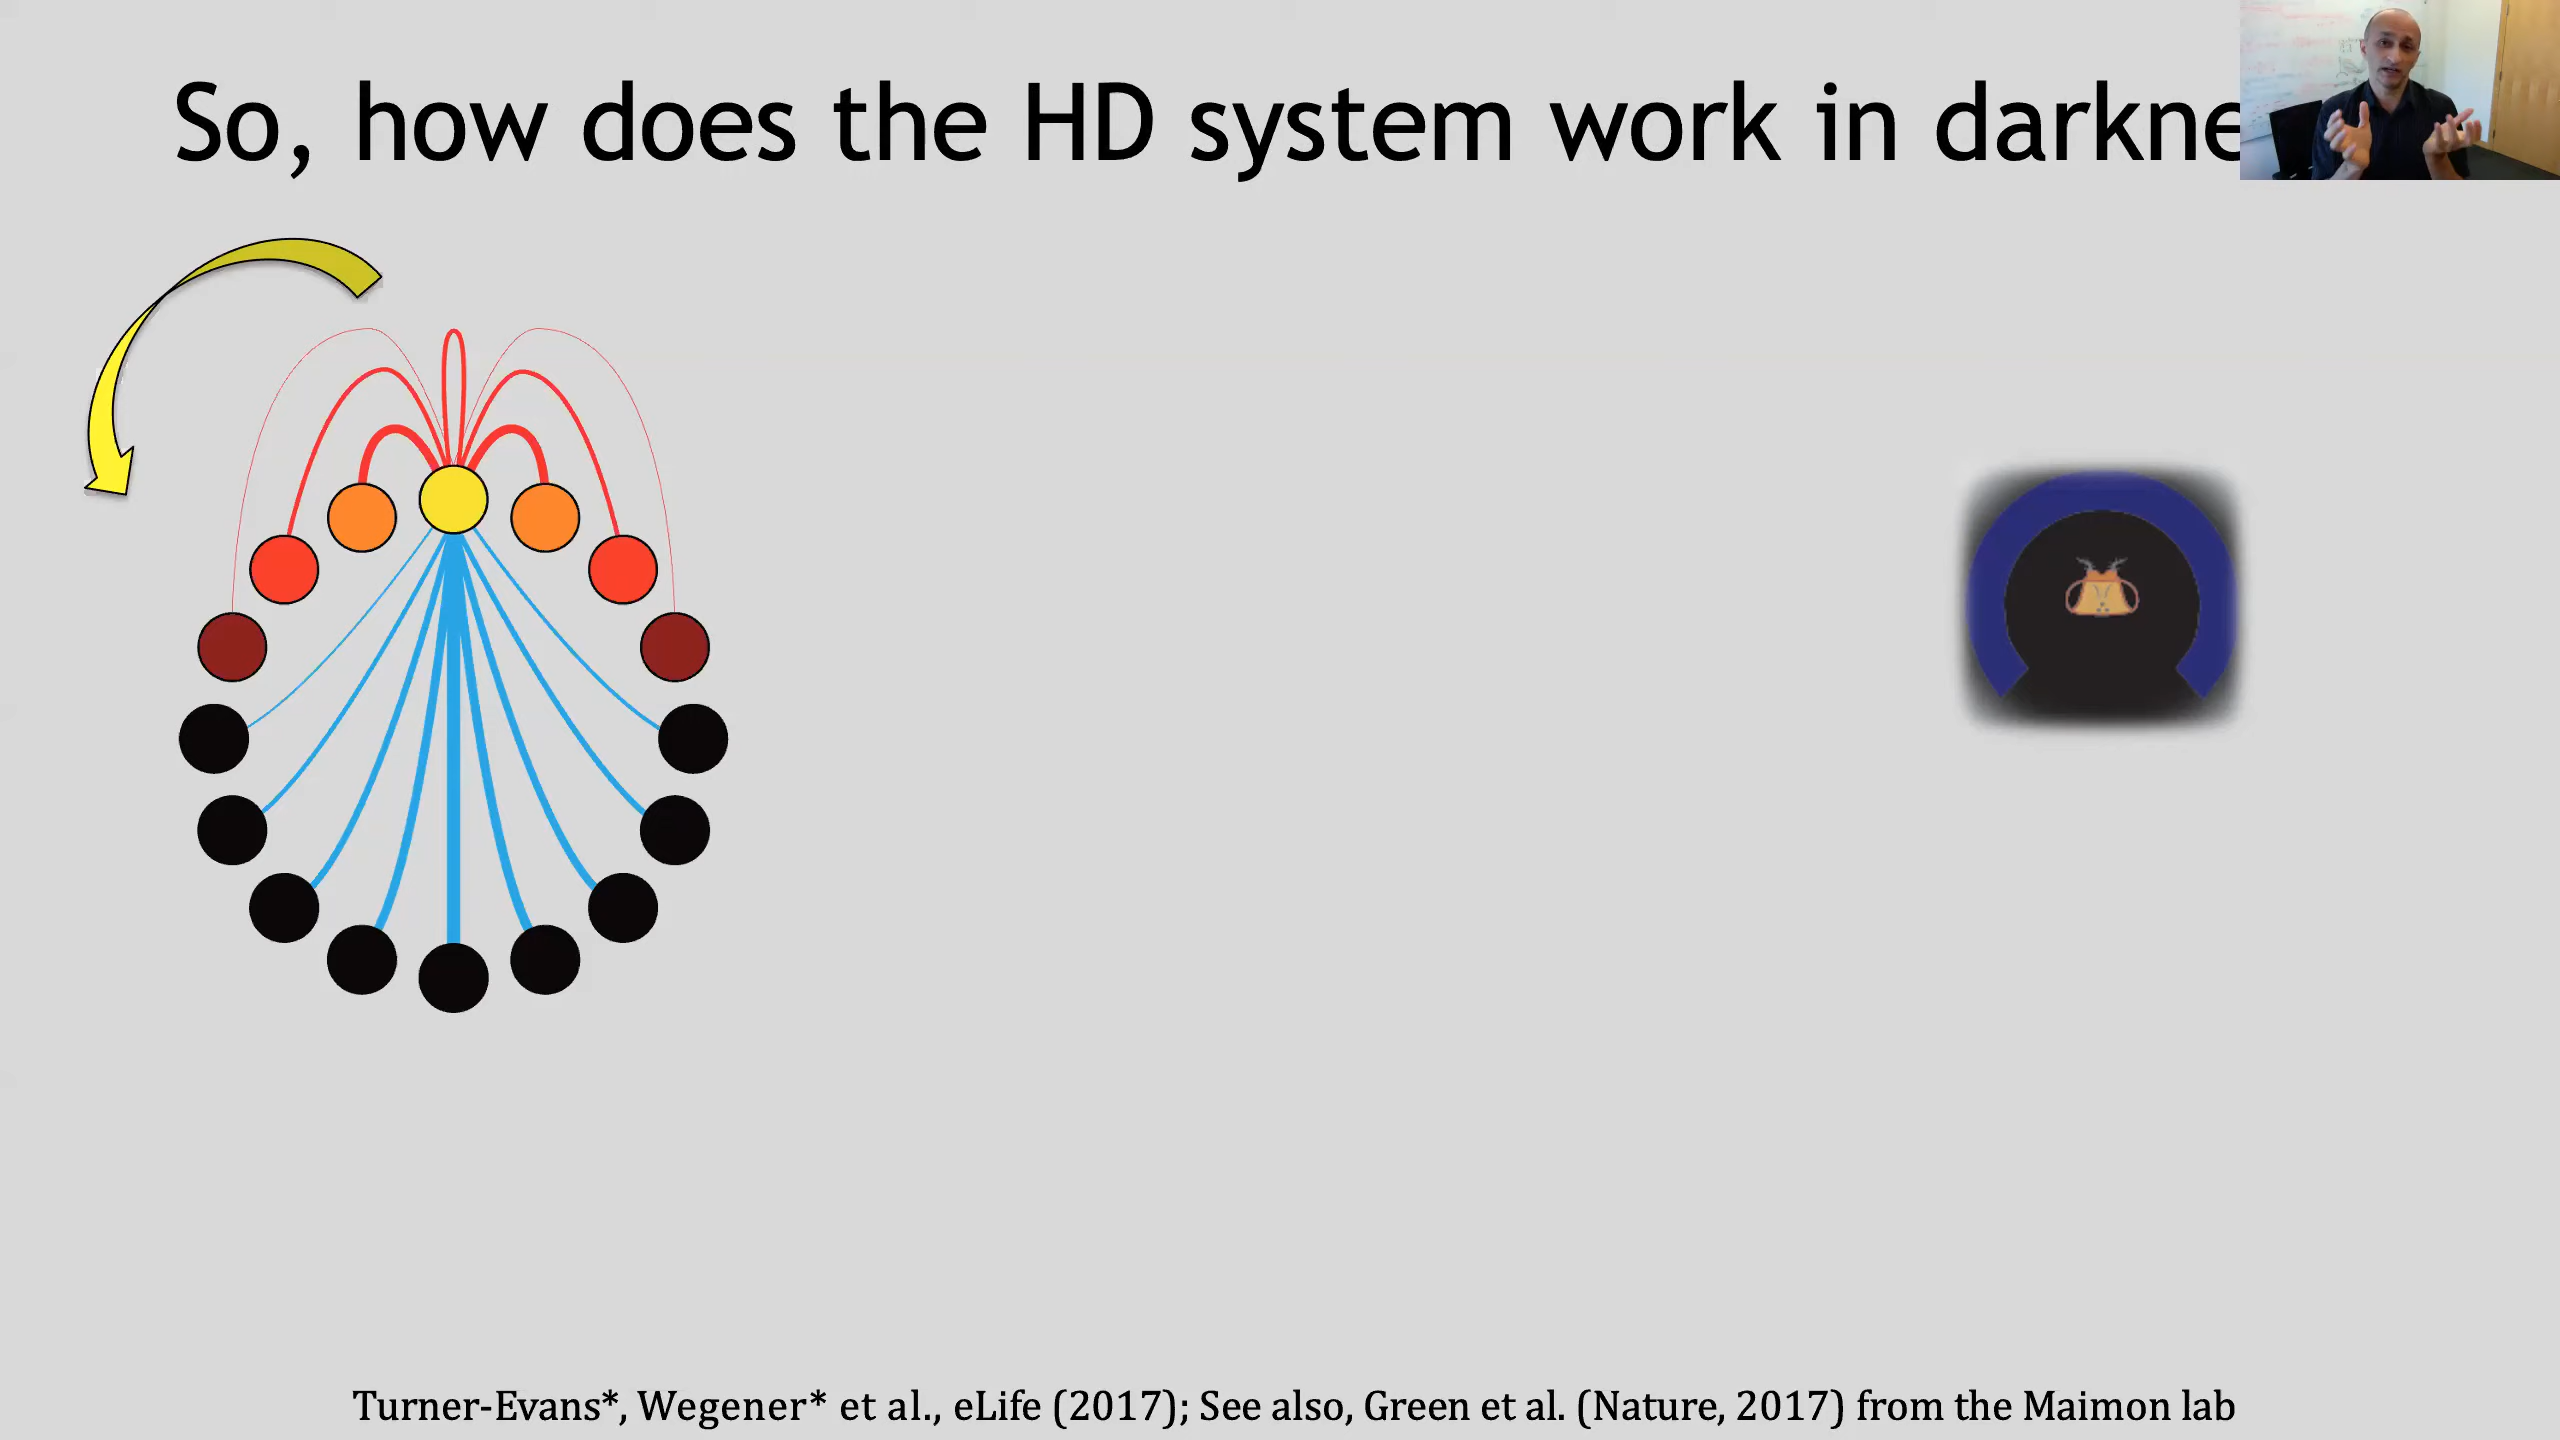 So, how does the HD system work in darkne
Turner-Evans*, Wegener* et al., eLife (2017); See also, Green et al. (Nature, 2017) from the Maimon lab